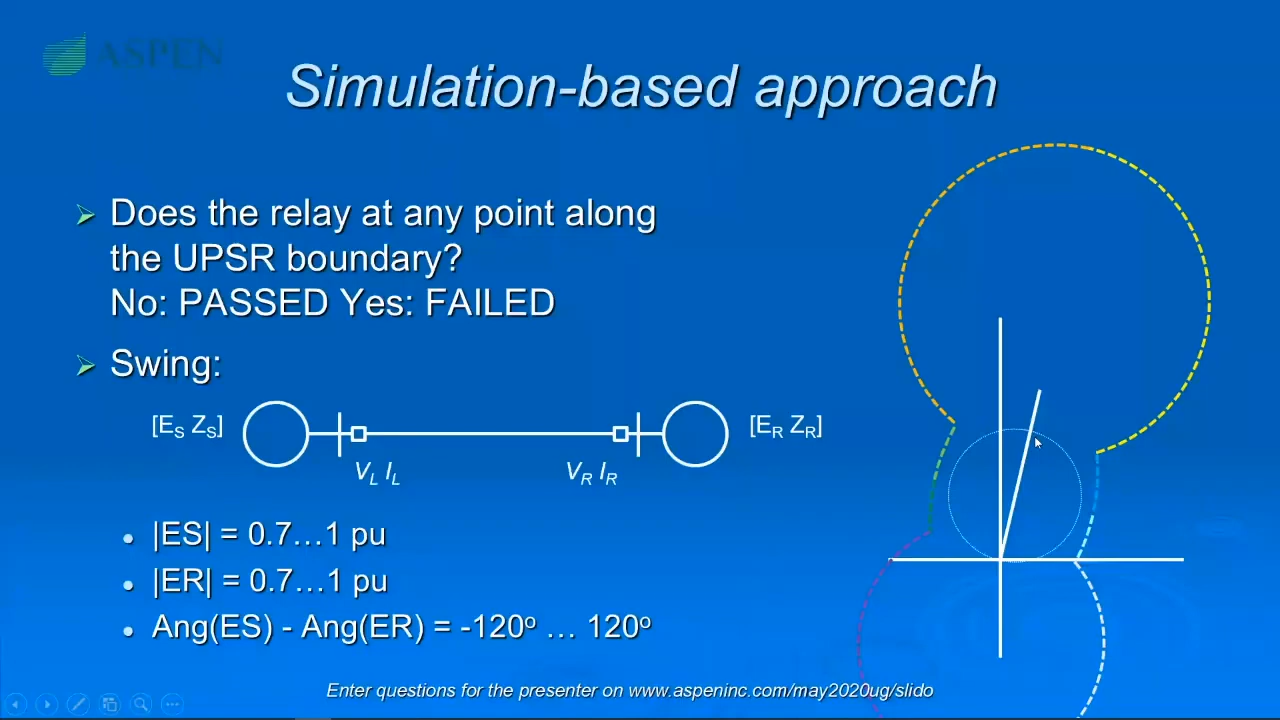 ASPEN
Simulation-based approach
Does the relay at any point along
the UPSR boundary?
No: PASSED Yes: FAILED
Swing:
[ES ZS]
[ER ZR]
VL IL
VR IR
|ES| = 0.7…1 pu
|ER| = 0.7…1 pu
Ang(ES) - Ang(ER) = -120º … 120º
Enter questions for the presenter on www.aspeninc.com/may2020ug/slido